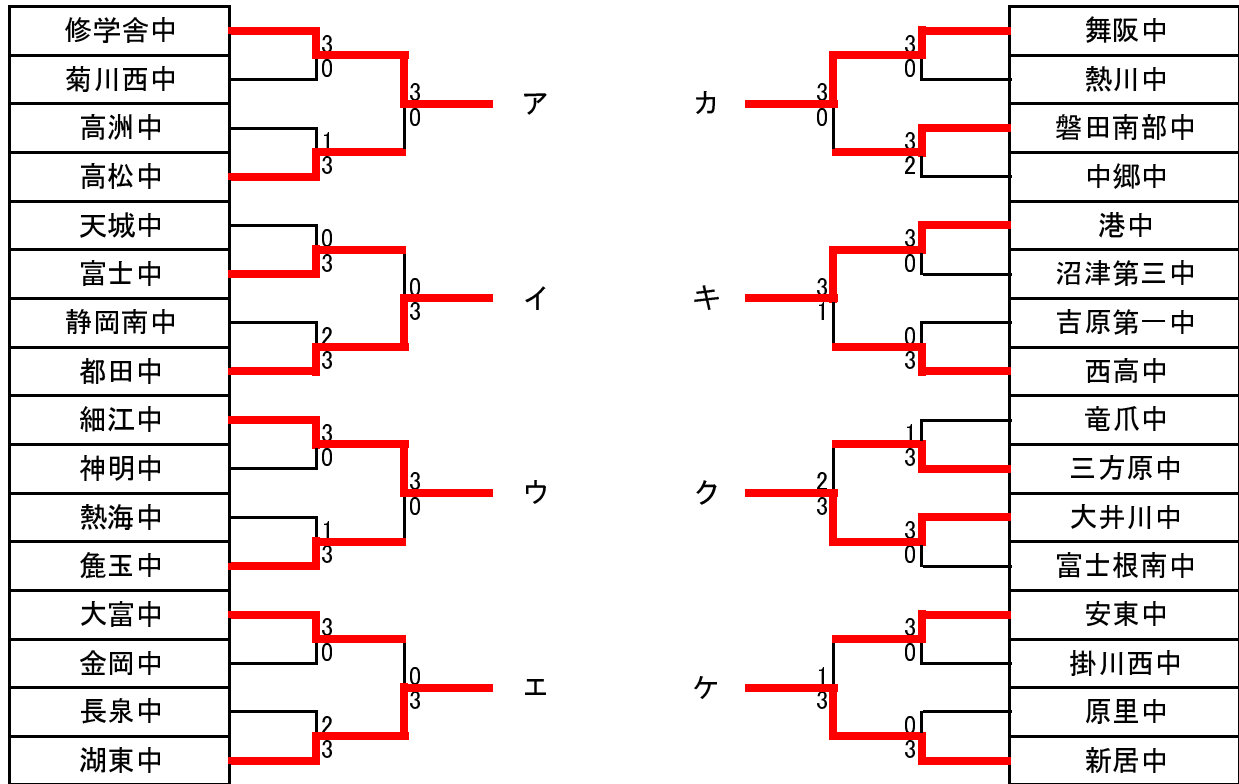 修学舎中
菊川西中
高洲中
高松中
天城中
富士中
静岡南中
都田中
細江中
神明中
熱海中
麁玉中
大富中
金岡中
長泉中
湖東中
3
0
1
3
0
3
2
3
3
0
1
3
3
0
2
3
3
0
0
3
3
0
0
3
ア
イ
ウ
エ
カ
キ
ク
ケ
3
0
3
1
2
3
1
3
3
0
3
2
3
0
0
3
1
3
3
0
3
0
0
3
舞阪中
熱川中
磐田南部中
中郷中
港中
沼津第三中
吉原第一中
西高中
竜爪中
三方原中
大井川中
富士根南中
安東中
掛川西中
原里中
新居中